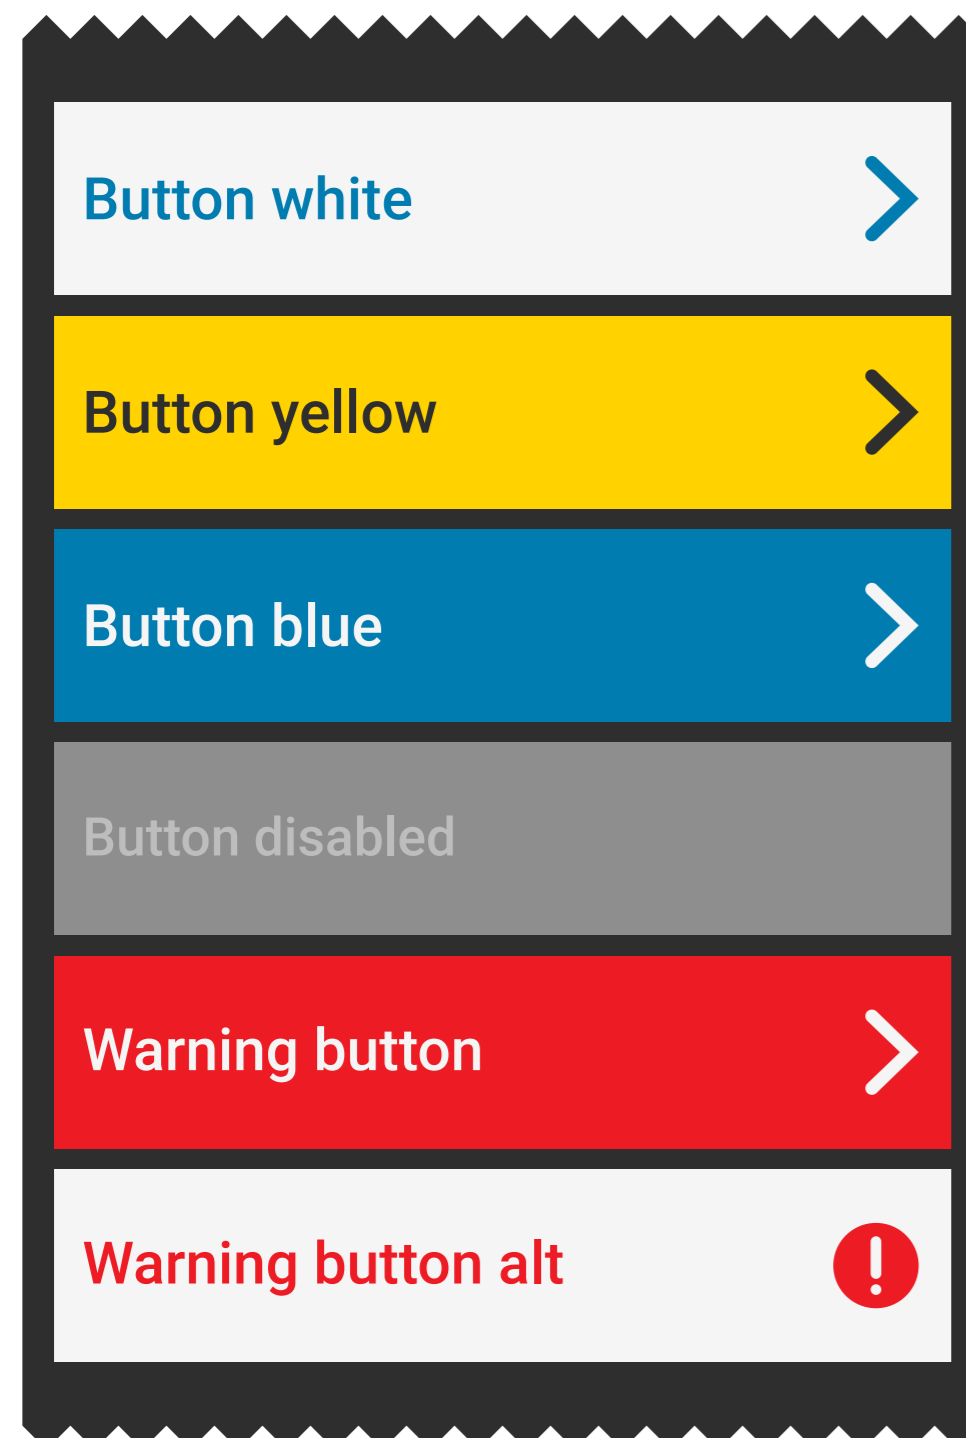 Button white
Button yellow
Button blue
Button disabled
Warning button
Warning button alt